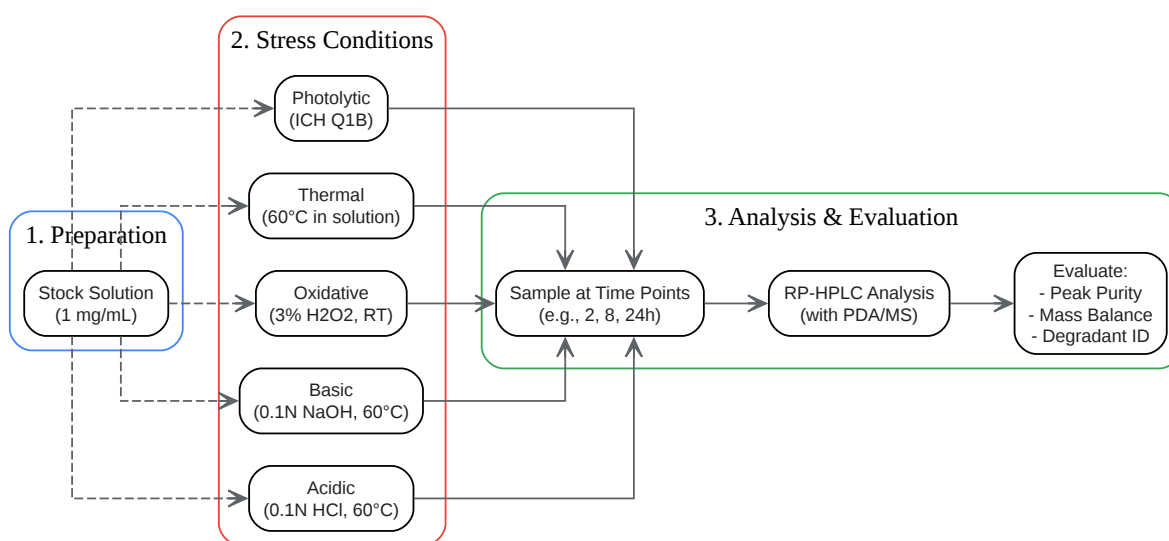 1. Preparation
Stock Solution
(1 mg/mL)
2. Stress Conditions
Photolytic
(ICH Q1B)
Thermal
(60°C in solution)
Oxidative
(3% H2O2, RT)
Basic
(0.1N NaOH, 60°C)
Acidic
(0.1N HCl, 60°C)
3. Analysis & Evaluation
Sample at Time Points
(e.g., 2, 8, 24h)
RP-HPLC Analysis
(with PDA/MS)
Evaluate:
- Peak Purity
- Mass Balance
- Degradant ID